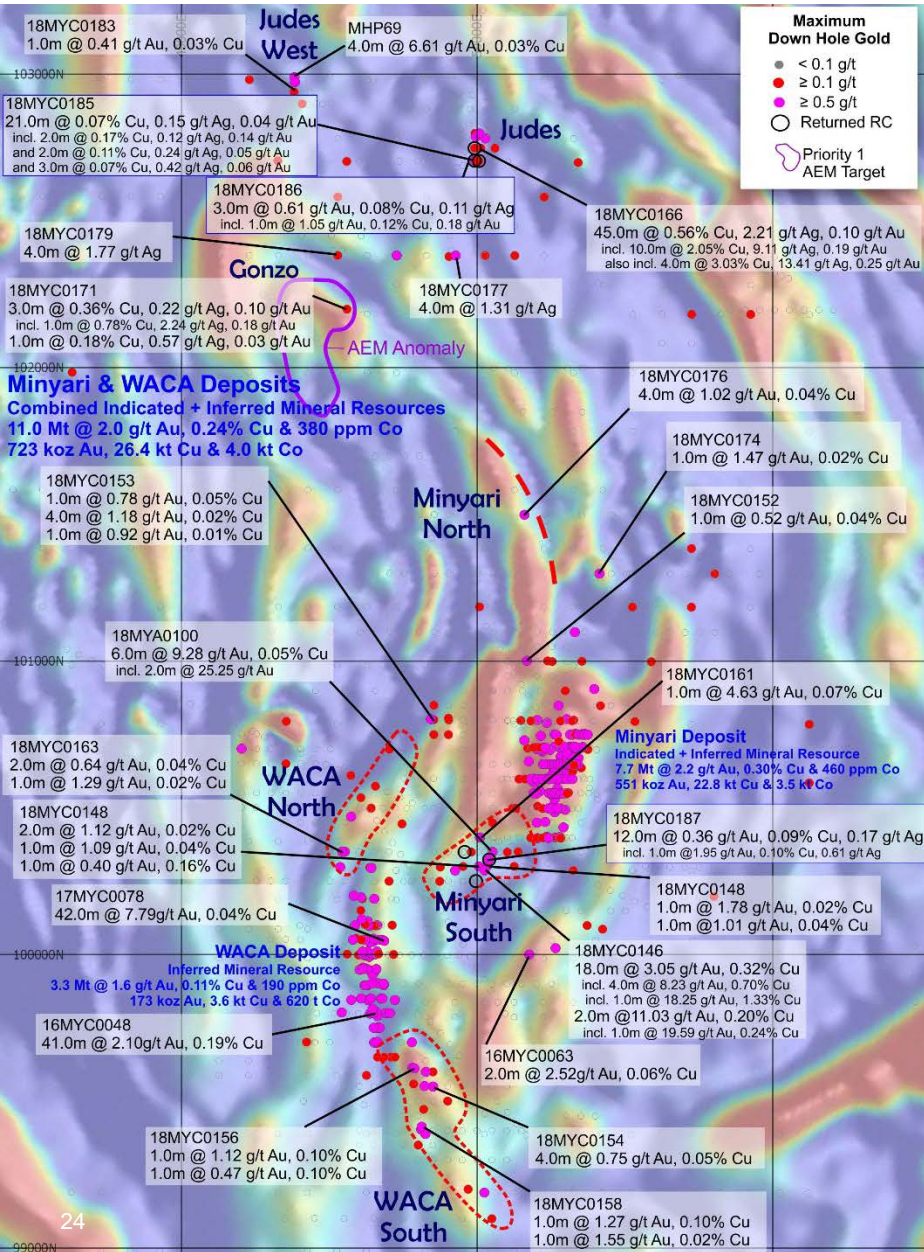 18MYC0183
1.0m @ 0.41 g/t Au, 0.03% Cu
Judes
West
MHP69
4.0m @ 6.61 g/t Au, 0.03% Cu
Maximum
Down Hole Gold
< 0.1 g/t
≥ 0.1 g/t
≥ 0.5 g/t
Returned RC
Priority 1
AEM Target
103000N
18MYC0185
21.0m @ 0.07% Cu, 0.15 g/t Ag, 0.04 g/t Au
incl. 2.0m @ 0.17% Cu, 0.12 g/t Ag, 0.14 g/t Au
and 2.0m @ 0.11% Cu, 0.24 g/t Ag, 0.05 g/t Au
and 3.0m @ 0.07% Cu, 0.42 g/t Ag, 0.06 g/t Au
Judes
18MYC0186
3.0m @ 0.61 g/t Au, 0.08% Cu, 0.11 g/t Ag
incl. 1.0m @ 1.05 g/t Au, 0.12% Cu, 0.18 g/t Au
18MYC0166
45.0m @ 0.56% Cu, 2.21 g/t Ag, 0.10 g/t Au
incl. 10.0m @ 2.05% Cu, 9.11 g/t Ag, 0.19 g/t Au
also incl. 4.0m @ 3.03% Cu, 13.41 g/t Ag, 0.25 g/t Au
18MYC0179
4.0m @ 1.77 g/t Ag
Gonzo
18MYC0177
4.0m @ 1.31 g/t Ag
18MYC0171
3.0m @ 0.36% Cu, 0.22 g/t Ag, 0.10 g/t Au
incl. 1.0m @ 0.78% Cu, 2.24 g/t Ag, 0.18 g/t Au
1.0m @ 0.18% Cu, 0.57 g/t Ag, 0.03 g/t Au
AEM Anomaly
102000N
Minyari & WACA Deposits
Combined Indicated + Inferred Mineral Resources
11.0 Mt @ 2.0 g/t Au, 0.24% Cu & 380 ppm Co
723 koz Au, 26.4 kt Cu & 4.0 kt Co
18MYC0176
4.0m @ 1.02 g/t Au, 0.04% Cu
18MYC0174
1.0m @ 1.47 g/t Au, 0.02% Cu
18MYC0153
1.0m @ 0.78 g/t Au, 0.05% Cu
4.0m @ 1.18 g/t Au, 0.02% Cu
1.0m @ 0.92 g/t Au, 0.01% Cu
Minyari
North
18MYC0152
1.0m @ 0.52 g/t Au, 0.04% Cu
18MYA0100
6.0m @ 9.28 g/t Au, 0.05% Cu
incl. 2.0m @ 25.25 g/t Au
101000N
18MYC0161
1.0m @ 4.63 g/t Au, 0.07% Cu
Minyari Deposit
Indicated + Inferred Mineral Resource
7.7 Mt @ 2.2 g/t Au, 0.30% Cu & 460 ppm Co
551 koz Au, 22.8 kt Cu & 3.5 kt Co
18MYC0163
2.0m @ 0.64 g/t Au, 0.04% Cu
1.0m @ 1.29 g/t Au, 0.02% Cu
WACA
North
18MYC0148
2.0m @ 1.12 g/t Au, 0.02% Cu
1.0m @ 1.09 g/t Au, 0.04% Cu
1.0m @ 0.40 g/t Au, 0.16% Cu
18MYC0187
12.0m @ 0.36 g/t Au, 0.09% Cu, 0.17 g/t Ag
incl. 1.0m @1.95 g/t Au, 0.10% Cu, 0.61 g/t Ag
Minyari
South
18MYC0148
1.0m @ 1.78 g/t Au, 0.02% Cu
1.0m @1.01 g/t Au, 0.04% Cu
17MYC0078
42.0m @ 7.79g/t Au, 0.04% Cu
100000N
WACA Deposit
Inferred Mineral Resource
3.3 Mt @ 1.6 g/t Au, 0.11% Cu & 190 ppm Co
173 koz Au, 3.6 kt Cu & 620 t Co
18MYC0146
18.0m @ 3.05 g/t Au, 0.32% Cu
incl. 4.0m @ 8.23 g/t Au, 0.70% Cu
incl. 1.0m @ 18.25 g/t Au, 1.33% Cu
2.0m @11.03 g/t Au, 0.20% Cu
incl. 1.0m @ 19.59 g/t Au, 0.24% Cu
16MYC0048
41.0m @ 2.10g/t Au, 0.19% Cu
16MYC0063
2.0m @ 2.52g/t Au, 0.06% Cu
18MYC0156
1.0m @ 1.12 g/t Au, 0.10% Cu
1.0m @ 0.47 g/t Au, 0.10% Cu
18MYC0154
4.0m @ 0.75 g/t Au, 0.05% Cu
WACA
South
18MYC0158
1.0m @ 1.27 g/t Au, 0.10% Cu
1.0m @ 1.55 g/t Au, 0.02% Cu
24
99000N